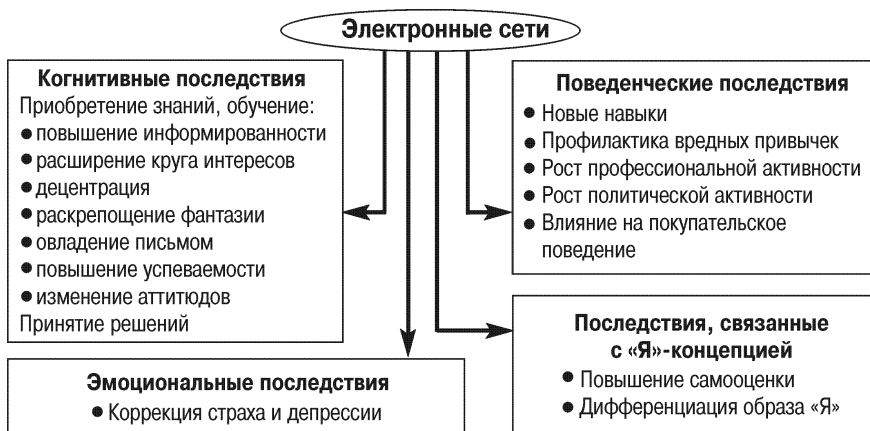 Электронные сети
Когнитивные последствия
Приобретение знаний, обучение:
● повышение информированности
● расширение круга интересов
● децентрация
● раскрепощение фантазии
● овладение письмом
● повышение успеваемости
● изменение аттитюдов
Принятие решений
Поведенческие последствия
● Новые навыки
● Профилактика вредных привычек
● Рост профессиональной активности
● Рост политической активности
● Влияние на покупательское
поведение
Эмоциональные последствия
● Коррекция страха и депрессии
Последствия, связанные
с «Я»-концепцией
● Повышение самооценки
● Дифференциация образа «Я»